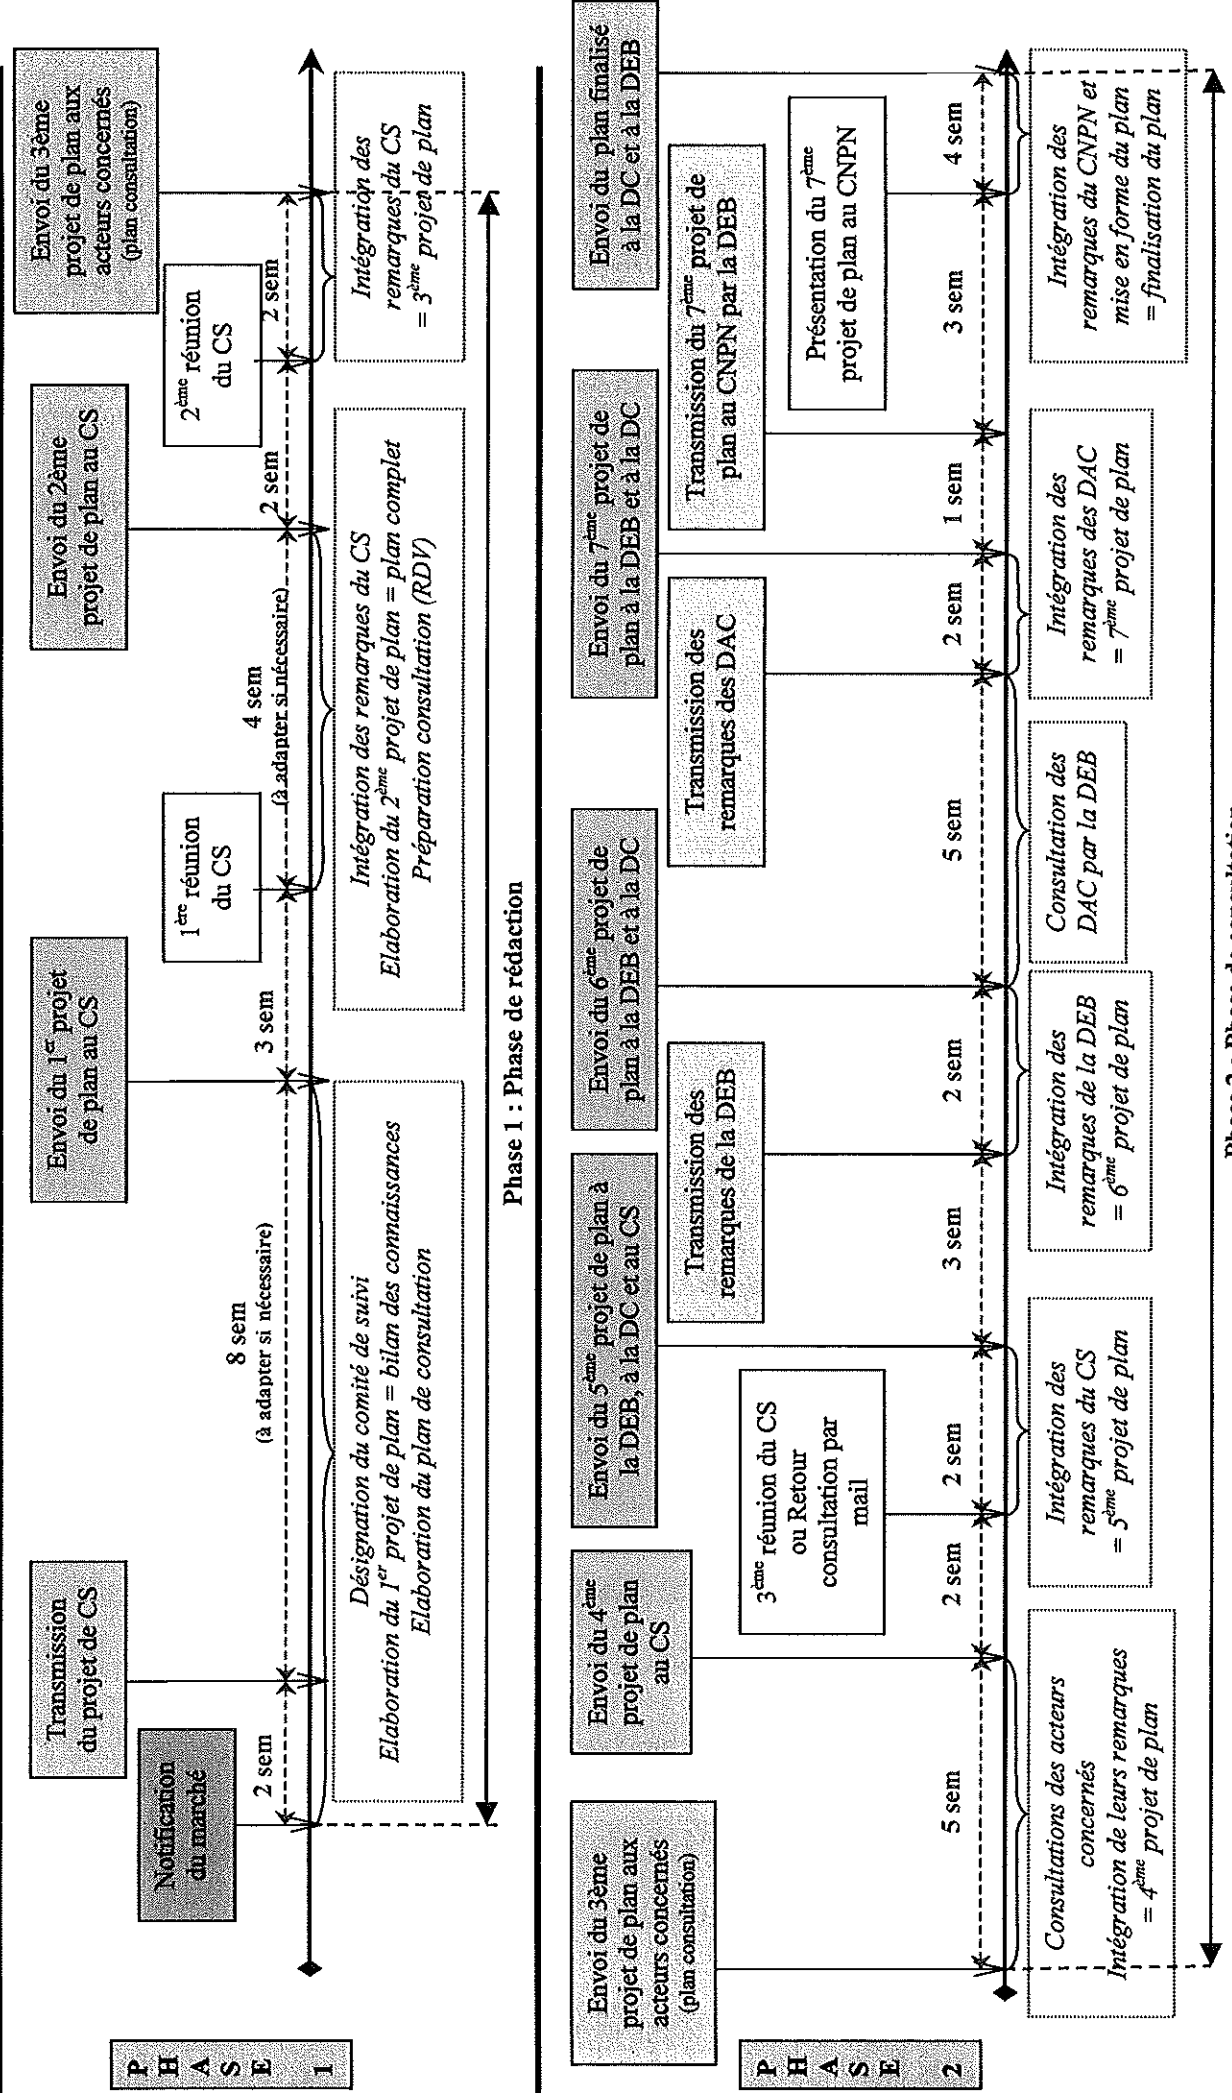 P
H
A
S
E
1
Notification
du marché
Transmission
du projet de CS
Envoi du 1er projet
de plan au CS
1ère réunion
du CS
Envoi du 2ème
projet de plan au CS
2ème réunion
du CS
Envoi du 3ème
projet de plan aux
acteurs concernés
(plan consultation)
2 sem
8 sem
(à adapter si nécessaire)
3 sem
4 sem
(à adapter si nécessaire)
2 sem
2 sem
Désignation du comité de suivi
Elaboration du 1er projet de plan = bilan des connaissances
Elaboration du plan de consultation
Intégration des remarques du CS
Elaboration du 2ème projet de plan = plan complet
Préparation consultation (RDV)
Intégration des
remarques du CS
= 3ème projet de plan
Phase 1 : Phase de rédaction
P
H
A
S
E
2
Envoi du 3ème
projet de plan aux
acteurs concernés
(plan consultation)
Envoi du 4ème
projet de plan
au CS
3ème réunion du CS
ou Retour
consultation par
mail
Envoi du 5ème projet de plan à
la DEB, à la DC et au CS
Transmission des
remarques de la DEB
Envoi du 6ème projet de
plan à la DEB et à la DC
Transmission des
remarques des DAC
Envoi du 7ème projet de
plan à la DEB et à la DC
Transmission du 7ème projet de
plan au CNPN par la DEB
Présentation du 7ème
projet de plan au CNPN
Envoi du plan finalisé
à la DC et à la DEB
5 sem
2 sem
2 sem
3 sem
2 sem
5 sem
2 sem
1 sem
3 sem
4 sem
Consultations des acteurs
concernés
Intégration de leurs remarques
= 4ème projet de plan
Intégration des
remarques du CS
= 5ème projet de plan
Intégration des
remarques de la DEB
= 6ème projet de plan
Consultation des
DAC par la DEB
Intégration des
remarques des DAC
= 7ème projet de plan
Intégration des
remarques du CNPN et
mise en forme du plan
= finalisation du plan
Phase 2 : Phase de consultation